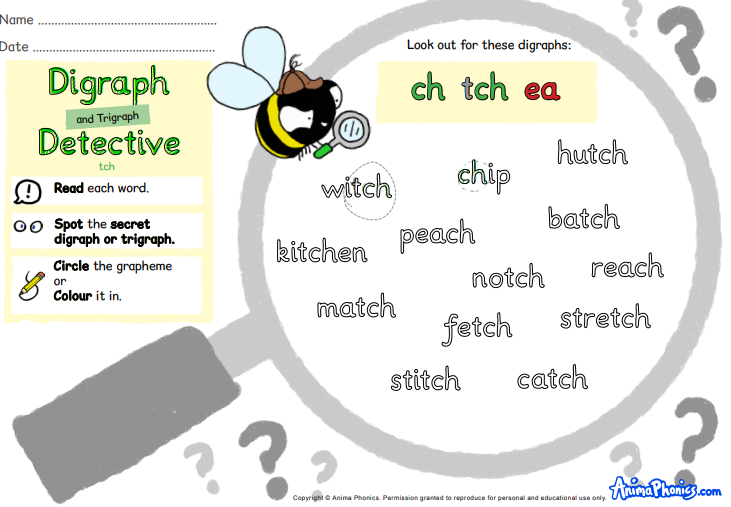 Name ................................................
Date .................................................
Digraph
and Trigraph
Detective
tch
Read each word.
Spot the secret
digraph or trigraph.
Circle the grapheme
or
Colour it in.
Look out for these digraphs:
ch tch ea
witch chip hutch
kitchen peach batch
notch reach
match fetch stretch
stitch catch
Copyright © Anima Phonics. Permission granted to reproduce for personal and educational use only.
AnimaPhonics.com